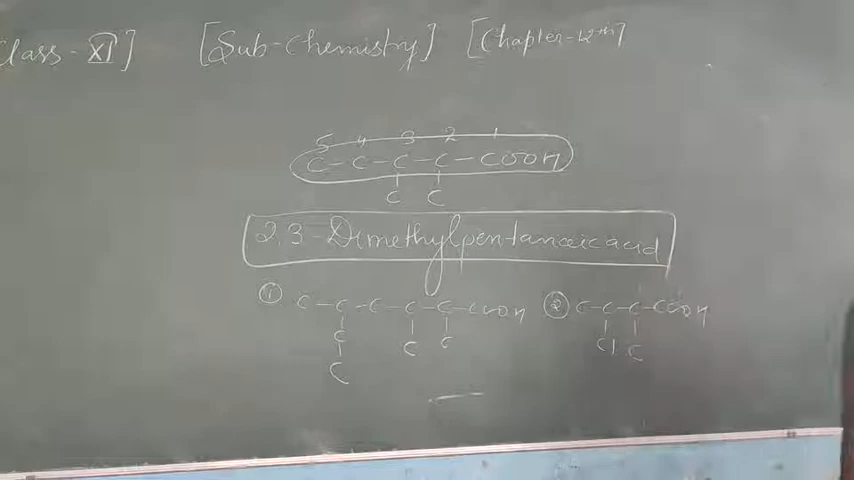 Class - XI] [Sub - Chemistry] [Chapter - 12th]
5 4 3 2 1
C - C - C - C - COOH
C C
2,3 - Dimethylpentanoic acid
① C - C - C - C - C - COOH ② C - C - C - COOH
C C C Cl C
C